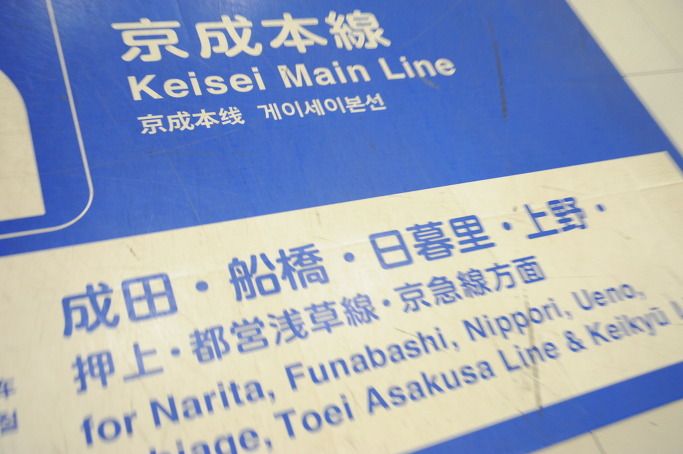 京成本線
Keisei Main Line
京成本线 게이세이본선
成田・船橋・日暮里・上野・
押上・都営浅草線・京急線方面
for Narita, Funabashi, Nippori, Ueno,
Toei Asakusa Line & Keikyū